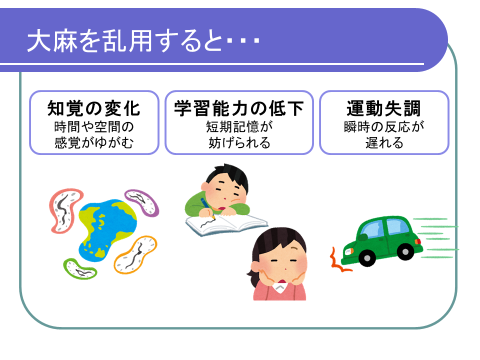 大麻を乱用すると・・・
知覚の変化
時間や空間の
感覚がゆがむ
学習能力の低下
短期記憶が
妨げられる
運動失調
瞬時の反応が
遅れる